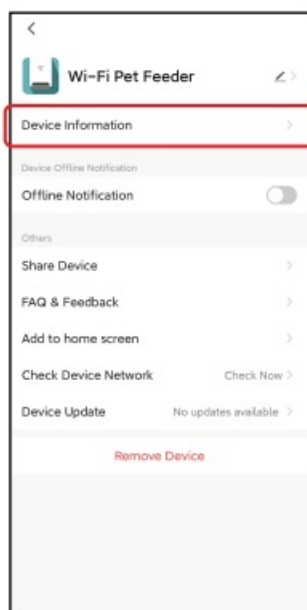 Wi-Fi Pet Feeder
Device Information
Device Offline Notification
Offline Notification
Others
Share Device
FAQ & Feedback
Add to home screen
Check Device Network Check Now
Device Update No updates available
Remove Device